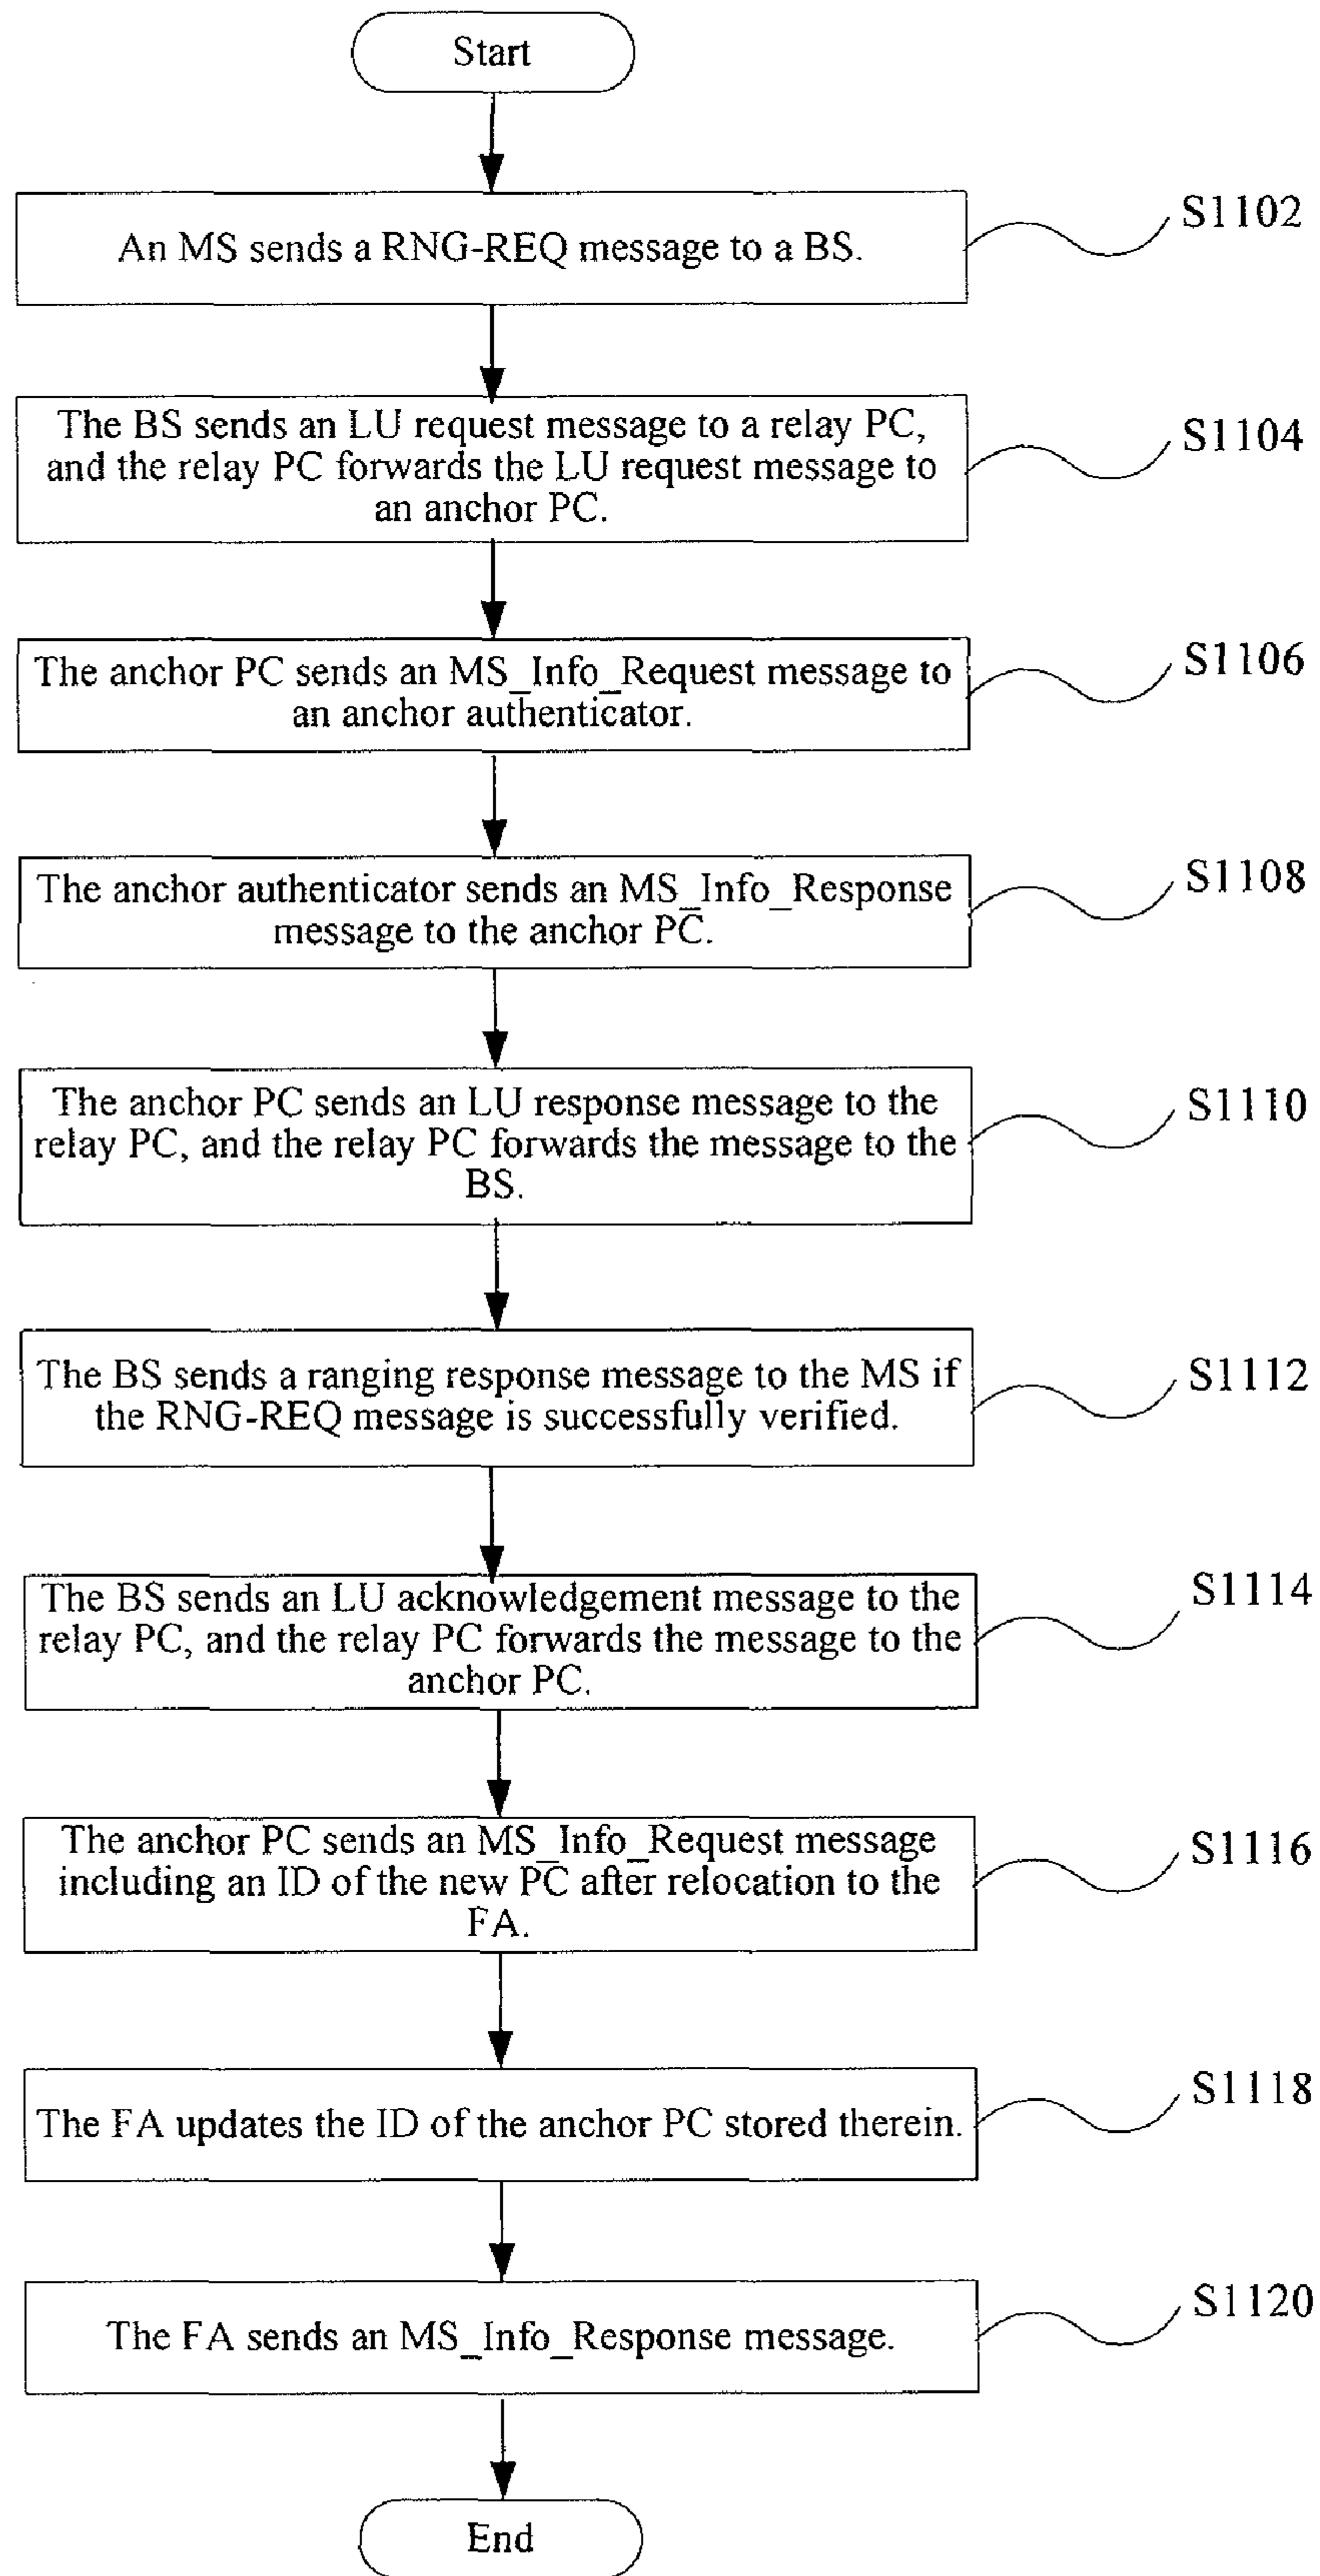 Start
An MS sends a RNG-REQ message to a BS.
S1102
The BS sends an LU request message to a relay PC,
and the relay PC forwards the LU request message to
an anchor PC.
S1104
The anchor PC sends an MS_Info_Request message to
an anchor authenticator.
S1106
The anchor authenticator sends an MS_Info_Response
message to the anchor PC.
S1108
The anchor PC sends an LU response message to the
relay PC, and the relay PC forwards the message to the
BS.
S1110
The BS sends a ranging response message to the MS if
the RNG-REQ message is successfully verified.
S1112
The BS sends an LU acknowledgement message to the
relay PC, and the relay PC forwards the message to the
anchor PC.
S1114
The anchor PC sends an MS_Info_Request message
including an ID of the new PC after relocation to the
FA.
S1116
The FA updates the ID of the anchor PC stored therein.
S1118
The FA sends an MS_Info_Response message.
S1120
End